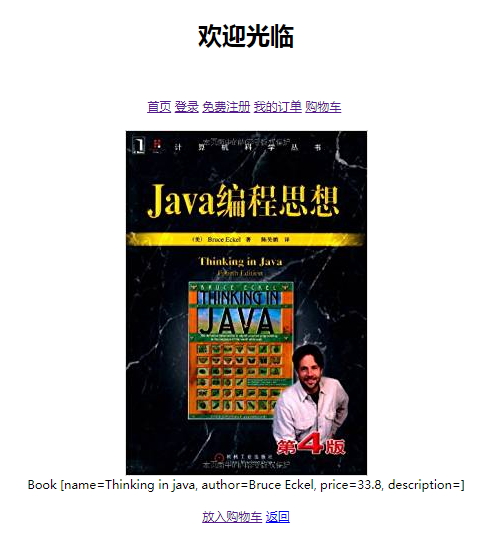 欢迎光临
首页 登录 免费注册 我的订单 购物车
计算机科学丛书
Java编程思想
（美） Bruce Eckel 著 陈昊鹏 译
Thinking in Java
Fourth Edition
BRUCE ECKEL
THINKING IN
JAVA
第4版
机械工业出版社
Book [name=Thinking in java, author=Bruce Eckel, price=33.8, description=]
放入购物车 返回